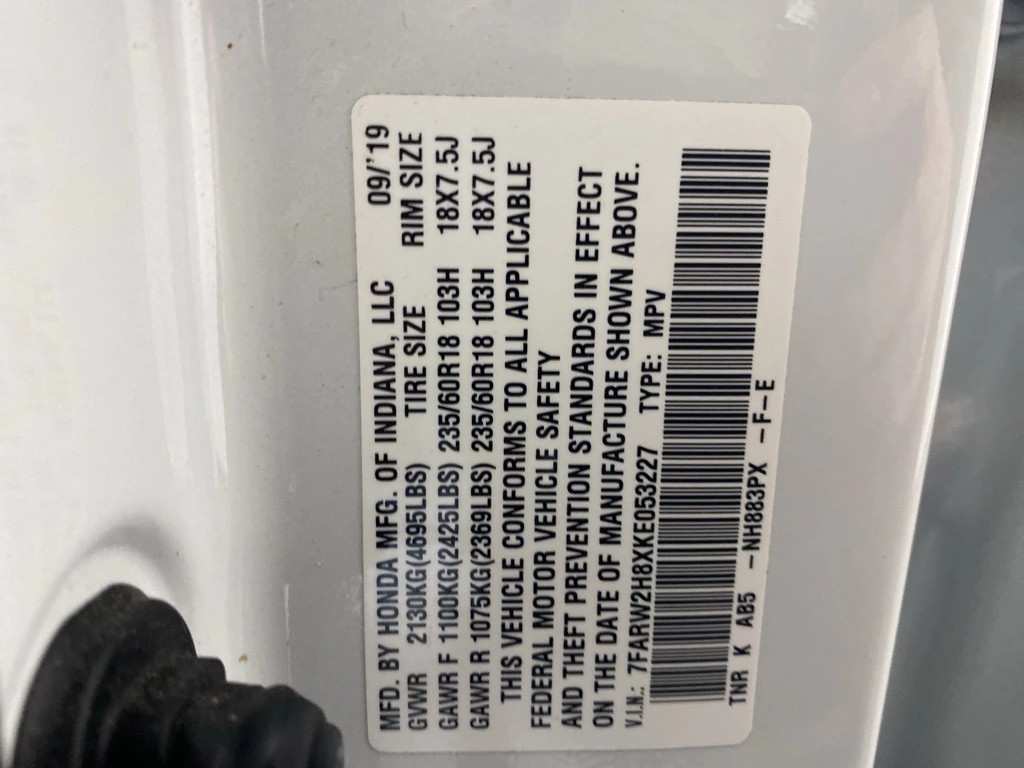 MFD. BY HONDA MFG. OF INDIANA, LLC 09/'19
GVWR 2130KG(4695LBS) TIRE SIZE RIM SIZE
GAWR F 1100KG(2425LBS) 235/60R18 103H 18X7.5J
GAWR R 1075KG(2369LBS) 235/60R18 103H 18X7.5J
THIS VEHICLE CONFORMS TO ALL APPLICABLE
FEDERAL MOTOR VEHICLE SAFETY
AND THEFT PREVENTION STANDARDS IN EFFECT
ON THE DATE OF MANUFACTURE SHOWN ABOVE.
V.I.N.: 7FARW2H8XKE053227 TYPE: MPV
TNR K AB5 -NH883PX -F-E